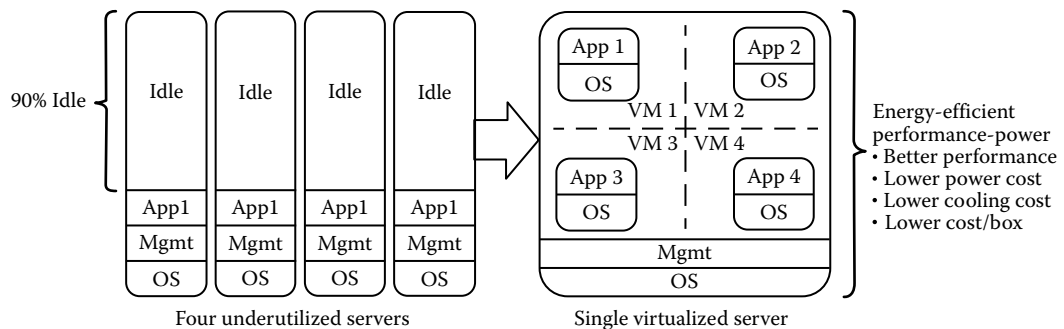 90% Idle
Idle
Idle
Idle
Idle
App1
App1
App1
App1
Mgmt
Mgmt
Mgmt
Mgmt
OS
OS
OS
OS
Four underutilized servers
App 1
OS
App 2
OS
VM 1
VM 2
VM 3
VM 4
App 3
OS
App 4
OS
Mgmt
OS
Single virtualized server
Energy-efficient
performance-power
• Better performance
• Lower power cost
• Lower cooling cost
• Lower cost/box